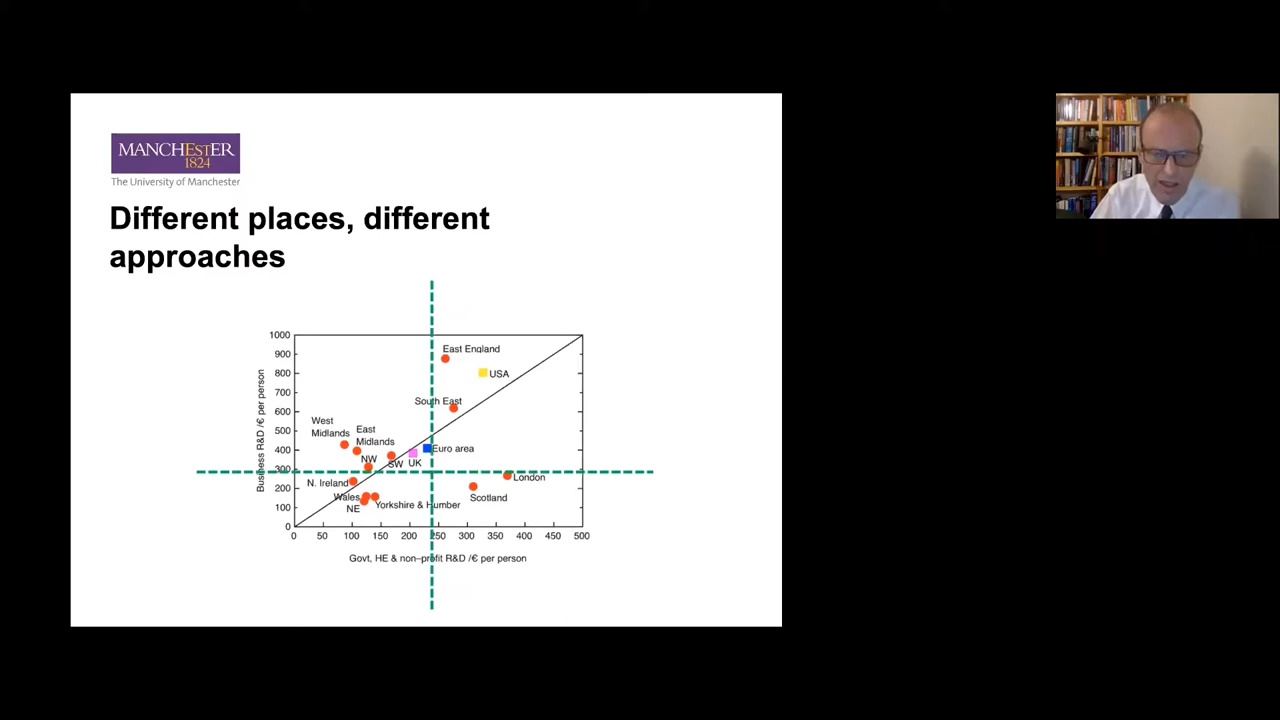 MANCHESTER
1824
The University of Manchester
Different places, different
approaches
1000
900
800
700
600
500
400
300
200
100
0
Business R&D /€ per person
East England
USA
South East
West
Midlands
East
Midlands
NW
SW
UK
Euro area
N. Ireland
London
Wales
Scotland
NE
Yorkshire & Humber
0 50 100 150 200 250 300 350 400 450 500
Govt, HE & non-profit R&D /€ per person